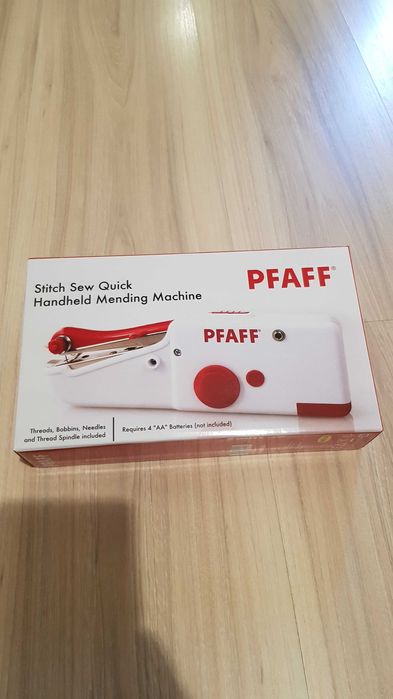 Stitch Sew Quick
Handheld Mending Machine
PFAFF®
PFAFF
Threads, Bobbins, Needles
and Thread Spindle included
Requires 4 "AA" Batteries (not included)
PFAFF